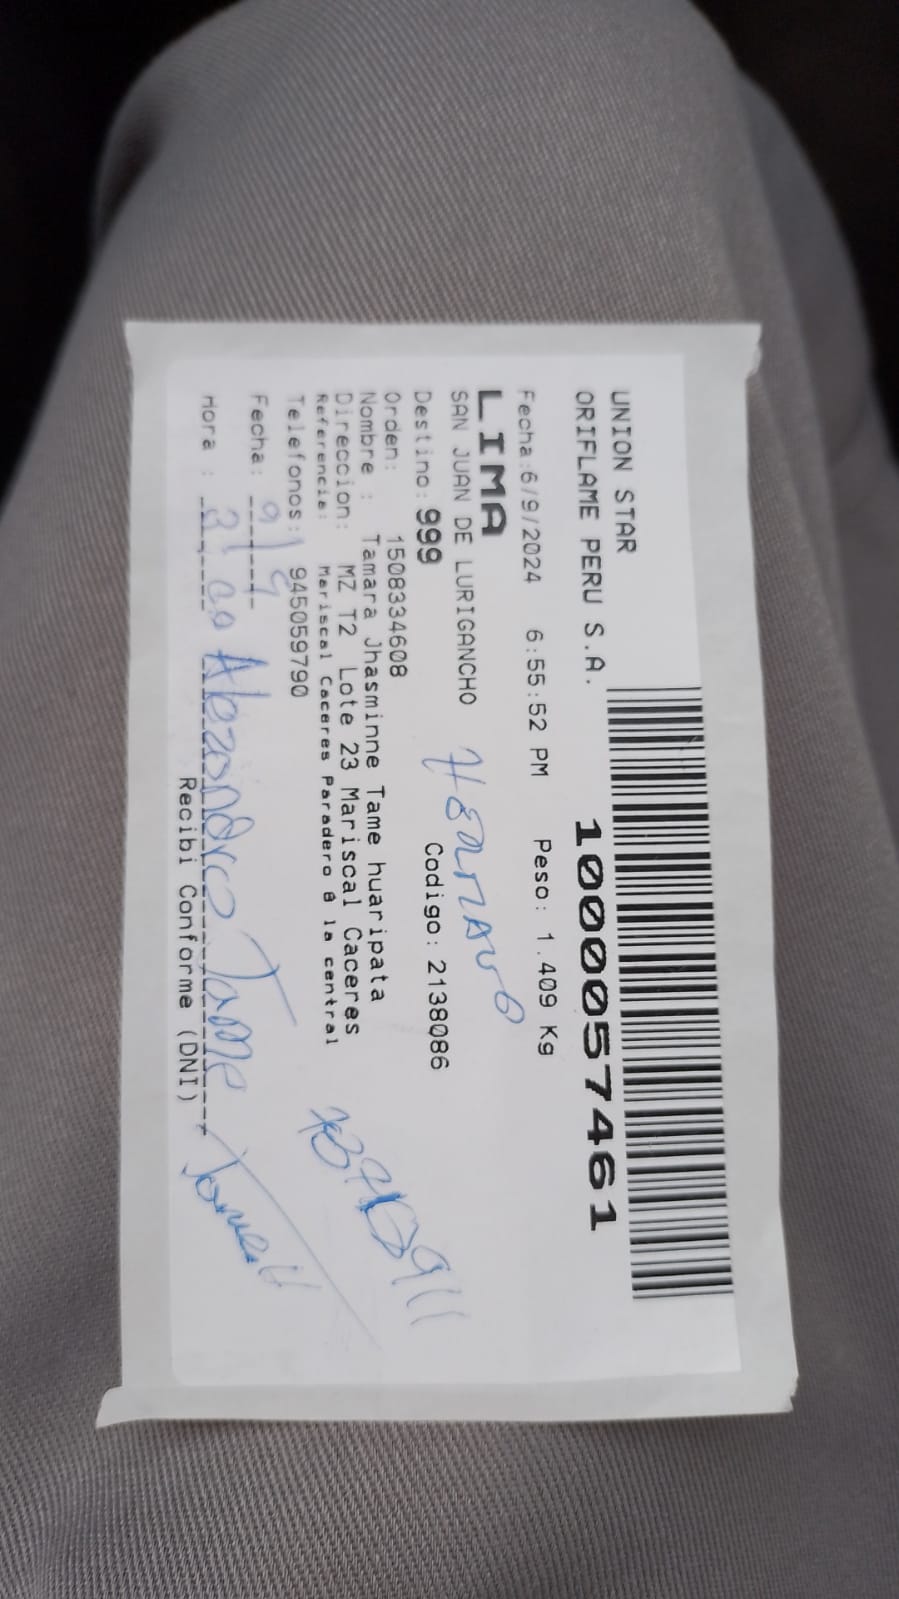 UNION STAR
ORIFLAME PERU S.A. 1000057461
Fecha:6/9/2024 6:55:52 PM Peso: 1.409 Kg
LIMA
SAN JUAN DE LURIGANCHO
Destino: 999 Codigo: 2138086
Orden: 1508334608
Nombre : Tamara Jhasminne Tame huaripata
Direccion: MZ T2 Lote 23 Mariscal Caceres
Referencia: Mariscal Caceres Paradero 8 la central
Telefonos: 945059790
Fecha:
Hora : Tame
Recibi Conforme (DNI)